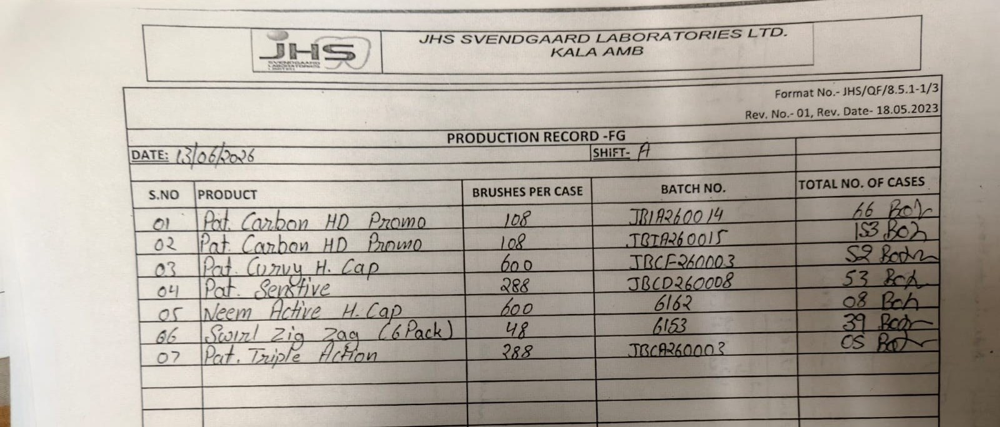 JHS
SVENDGAARD
LABORATORIES
LIMITED
JHS SVENDGAARD LABORATORIES LTD.
KALA AMB
Format No.- JHS/QF/8.5.1-1/3
Rev. No.- 01, Rev. Date- 18.05.2023
PRODUCTION RECORD -FG
DATE: 13/06/2026 SHIFT- A
S.NO PRODUCT BRUSHES PER CASE BATCH NO. TOTAL NO. OF CASES
01 Pat. Carbon HD Promo 108 JBIA260014 66 Box
02 Pat. Carbon HD Promo 108 JBIA260015 153 Box
03 Pat. Curvy H. Cap 600 JBCF260003 52 Box
04 Pat. Senstive 288 JBCD260008 53 Box
05 Neem Active H. Cap 600 6162 08 Box
06 Swirl Zig Zag (6 Pack) 48 6153 39 Box
07 Pat. Triple Action 288 JBCA260003 05 Box